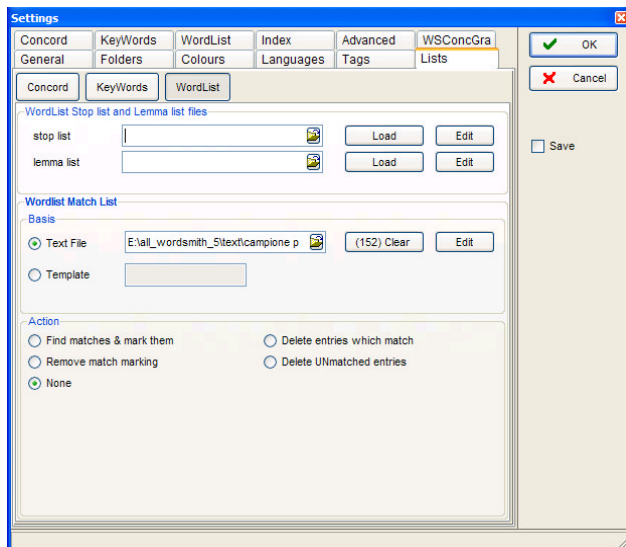 Settings
Concord KeyWords WordList Index Advanced WSConcGra
General Folders Colours Languages Tags Lists
OK
Cancel
Save
Concord KeyWords WordList
WordList Stop list and Lemma list files
stop list Load Edit
lemma list Load Edit
Wordlist Match List
Basis
Text File E:\all_wordsmith_5\text\campione p (152) Clear Edit
Template
Action
Find matches & mark them Delete entries which match
Remove match marking Delete UNmatched entries
None